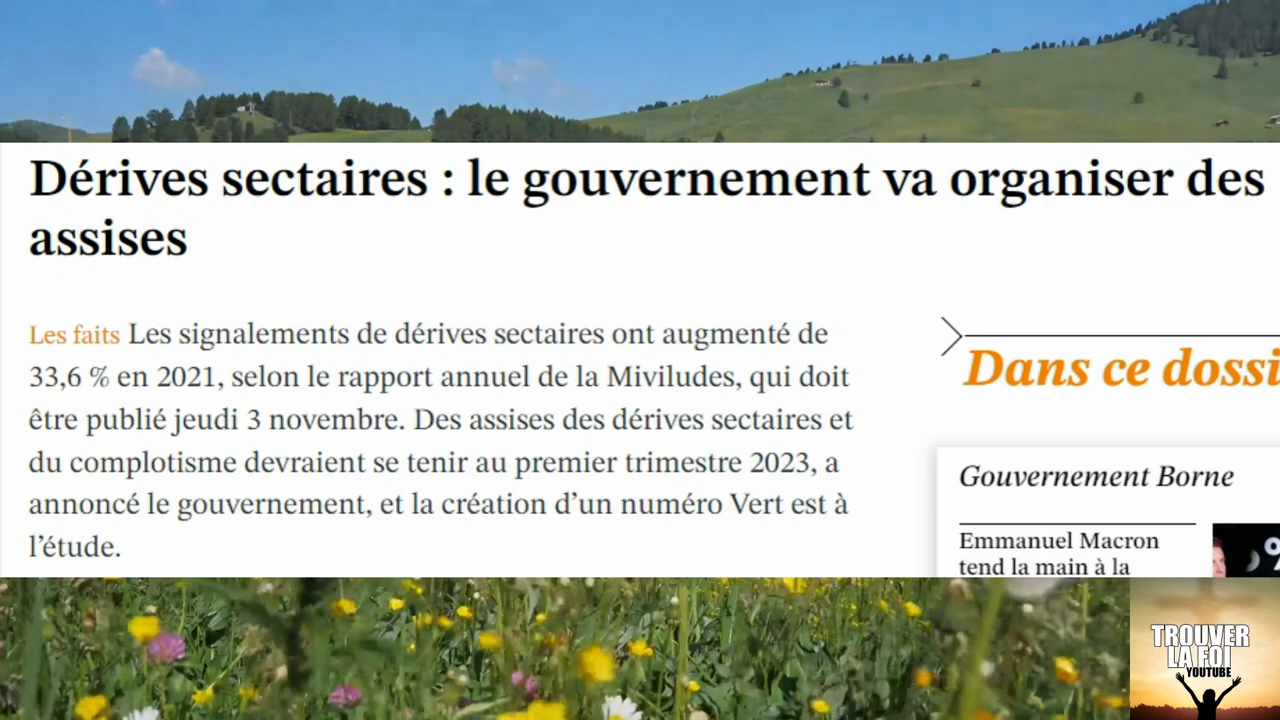 Dérives sectaires : le gouvernement va organiser des
assises
Les faits Les signalements de dérives sectaires ont augmenté de
33,6 % en 2021, selon le rapport annuel de la Miviludes, qui doit
être publié jeudi 3 novembre. Des assises des dérives sectaires et
du complotisme devraient se tenir au premier trimestre 2023, a
annoncé le gouvernement, et la création d’un numéro Vert est à
l’étude.
Dans ce dossi
Gouvernement Borne
Emmanuel Macron
tend la main à la
TROUVER
LA FOI
YOUTUBE